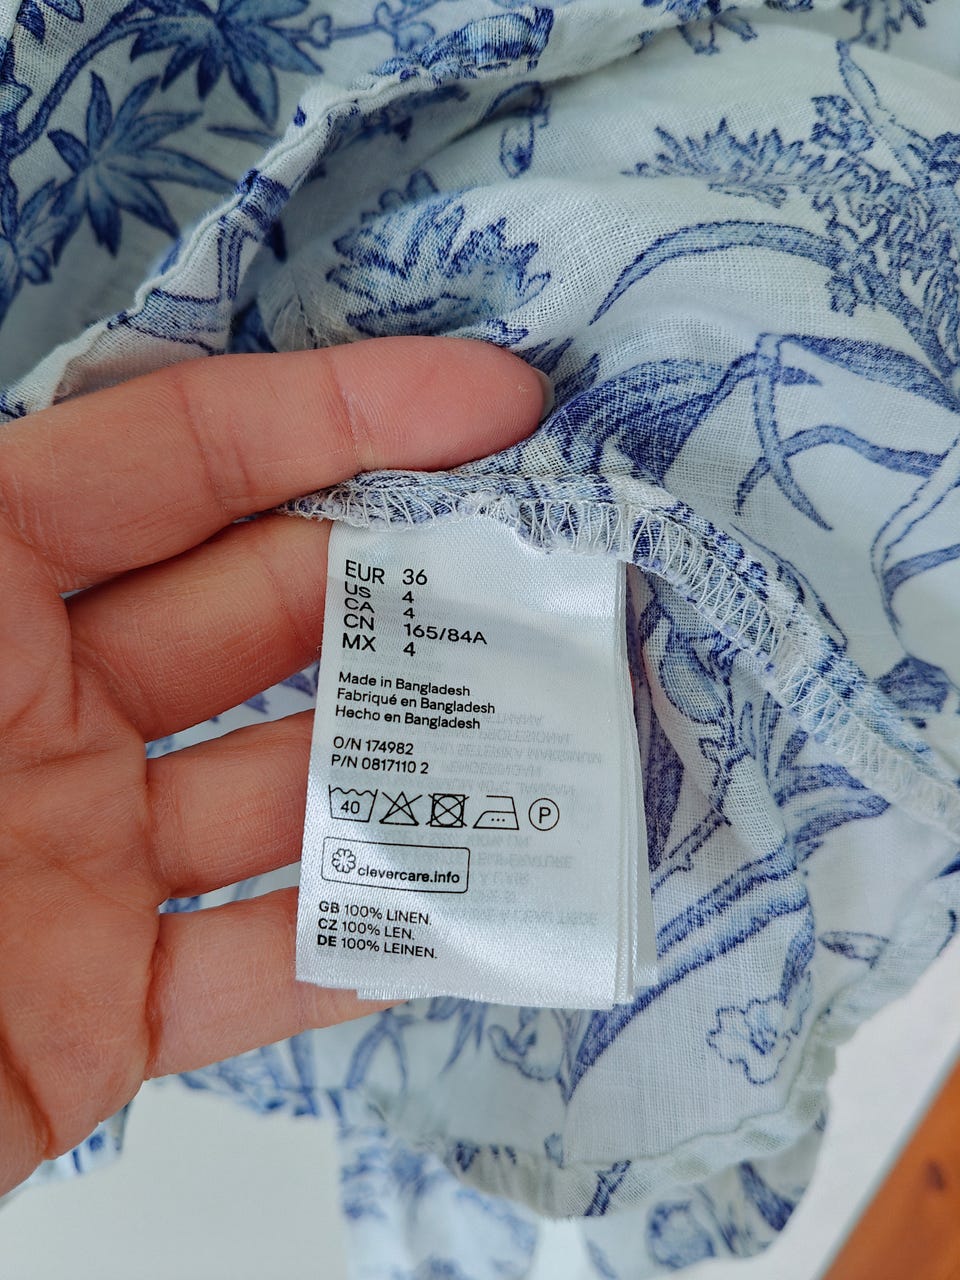 EUR 36
US 4
CA 4
CN 165/84A
MX 4
Made in Bangladesh
Fabriqué en Bangladesh
Hecho en Bangladesh
O/N 174982
P/N 0817110 2
40 P
clevercare.info
GB 100% LINEN.
CZ 100% LEN.
DE 100% LEINEN.